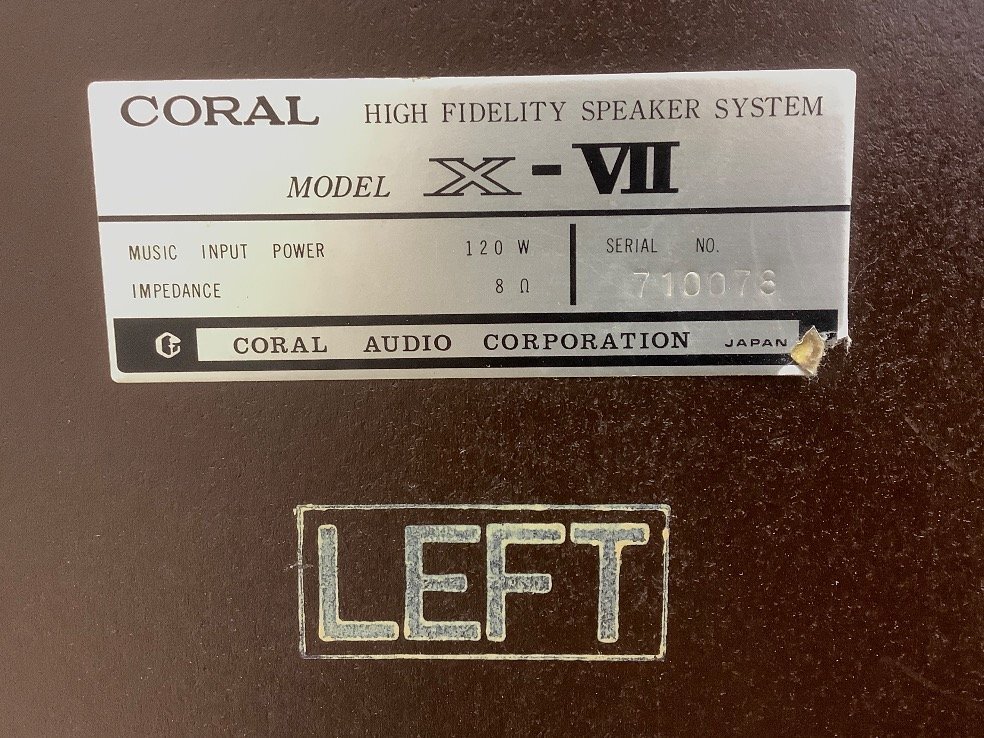 CORAL HIGH FIDELITY SPEAKER SYSTEM
MODEL X-VII
MUSIC INPUT POWER 120 W
IMPEDANCE 8 Ω
SERIAL NO.
710078
CORAL AUDIO CORPORATION JAPAN
LEFT